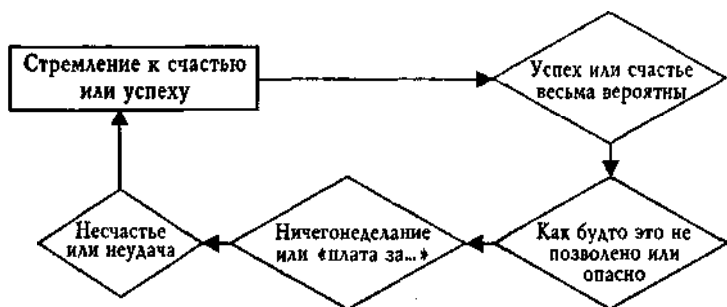 Стремление к счастью
или успеху
Успех или счастье
весьма вероятны
Как будто это не
позволено или
опасно
Ничегонеделание
или «плата за...»
Несчастье
или неудача